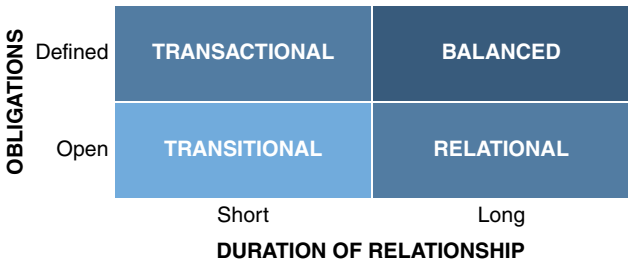 OBLIGATIONS
Defined
TRANSACTIONAL
BALANCED
Open
TRANSITIONAL
RELATIONAL
Short
Long
DURATION OF RELATIONSHIP